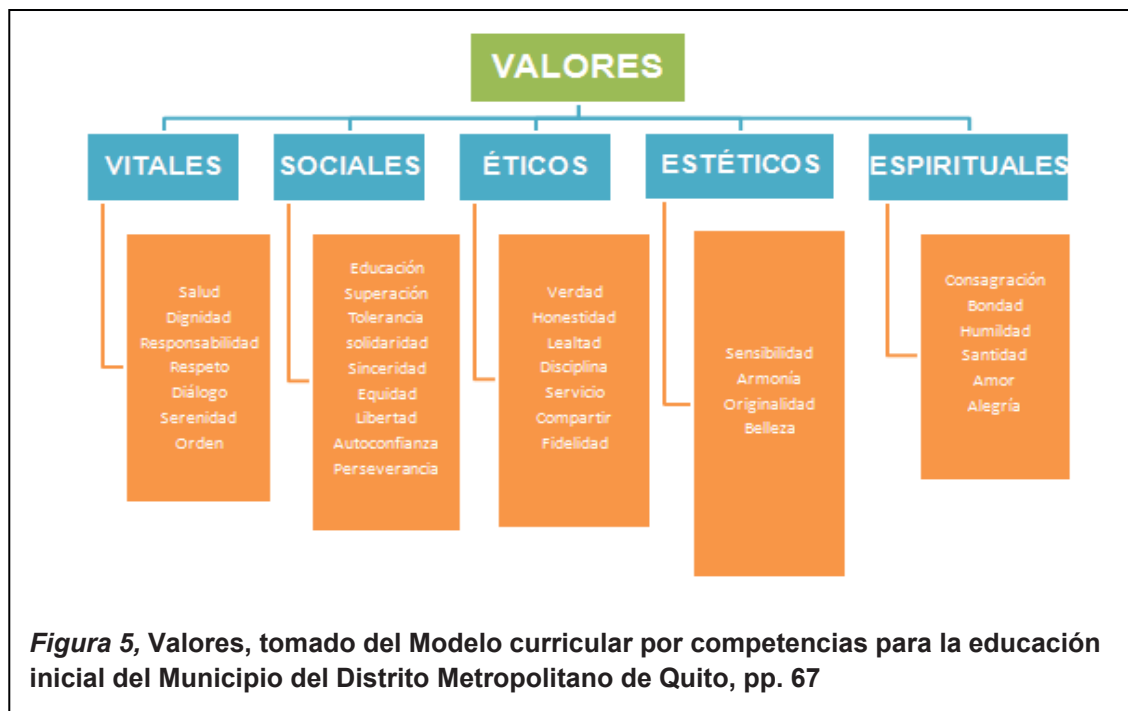 VALORES
VITALES
SOCIALES
ÉTICOS
ESTÉTICOS
ESPIRITUALES
Salud
Dignidad
Responsabilidad
Respeto
Diálogo
Serenidad
Orden
Educación
Superación
Tolerancia
solidaridad
Sinceridad
Equidad
Libertad
Autoconfianza
Perseverancia
Verdad
Honestidad
Lealtad
Disciplina
Servicio
Compartir
Fidelidad
Sensibilidad
Armonía
Originalidad
Belleza
Consagración
Bondad
Humildad
Santidad
Amor
Alegría
Figura 5, Valores, tomado del Modelo curricular por competencias para la educación
inicial del Municipio del Distrito Metropolitano de Quito, pp. 67